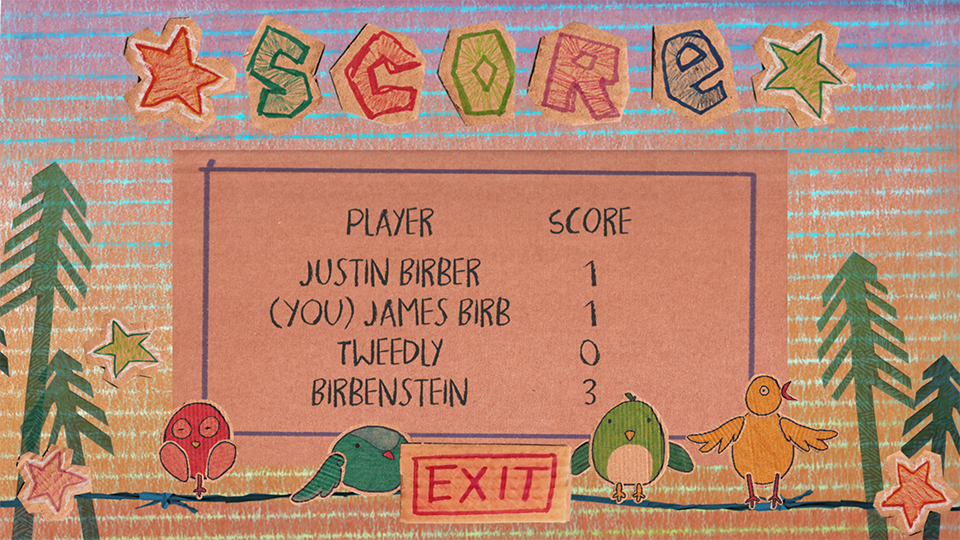 SCORe
PLAYER SCORE
JUSTIN BIRBER 1
(YOU) JAMES BIRB 1
TWEEDLY 0
BIRBENSTEIN 3
EXIT